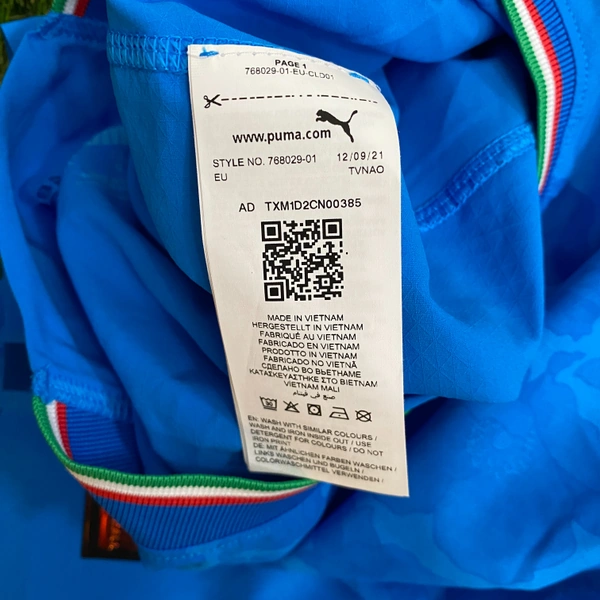 PAGE 1
768029-01-EU-CLD01
www.puma.com
STYLE NO. 768029-01 12/09/21
EU TVNAO
AD TXM1D2CN00385
MADE IN VIETNAM
HERGESTELLT IN VIETNAM
FABRIQUÉ AU VIETNAM
FABRICADO EN VIETNAM
PRODOTTO IN VIETNAM
FABRICADO NO VIETNÃ
СДЕЛАНО ВО ВЬЕТНАМЕ
ΚΑΤΑΣΚΕΥΑΣΤΗΚΕ ΣΤΟ ΒΙΕΤΝΑΜ
VIETNAM MALI
صنع في فيتنام
EN: WASH WITH SIMILAR COLOURS /
WASH AND IRON INSIDE OUT / USE
DETERGENT FOR COLOURS / DO NOT
IRON PRINT
DE: MIT ÄHNLICHEN FARBEN WASCHEN /
LINKS WASCHEN UND BÜGELN /
COLORWASCHMITTEL VERWENDEN /